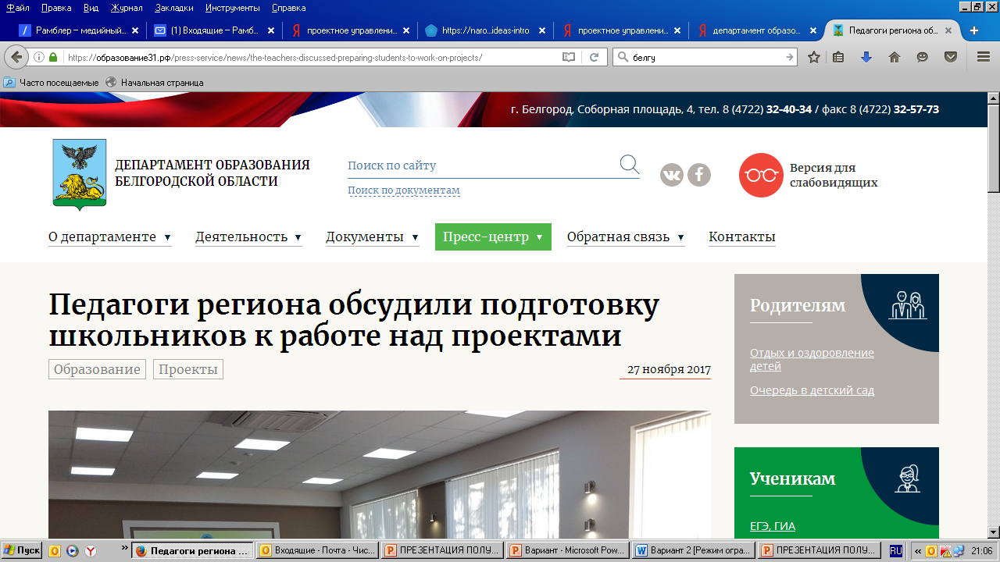 Файл Правка Вид Журнал Закладки Инструменты Справка
Рамблер – медийный... (1) Входящие – Рамб... проектное управлени... https://naro...ideas-intro проектное управлени... департамент образо... Педагоги региона об...
https://образование31.рф/press-service/news/the-teachers-discussed-preparing-students-to-work-on-projects/ белгу
Часто посещаемые Начальная страница
г. Белгород, Соборная площадь, 4, тел. 8 (4722) 32-40-34 / факс 8 (4722) 32-57-73
ДЕПАРТАМЕНТ ОБРАЗОВАНИЯ
БЕЛГОРОДСКОЙ ОБЛАСТИ
Поиск по сайту
Поиск по документам
Версия для
слабовидящих
О департаменте Деятельность Документы Пресс-центр Обратная связь Контакты
Педагоги региона обсудили подготовку
школьников к работе над проектами
Образование Проекты 27 ноября 2017
Родителям
Отдых и оздоровление
детей
Очередь в детский сад
Ученикам
ЕГЭ, ГИА
Пуск » Педагоги региона ... Входящие - Почта - Чис... ПРЕЗЕНТАЦИЯ ПОЛУ... Вариант - Microsoft Pow... Вариант 2 [Режим огра... ПРЕЗЕНТАЦИЯ ПОЛУ... RU « 21:06